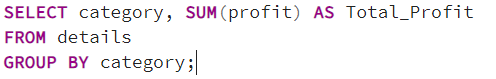 SELECT category, SUM(profit) AS Total_Profit
FROM details
GROUP BY category;